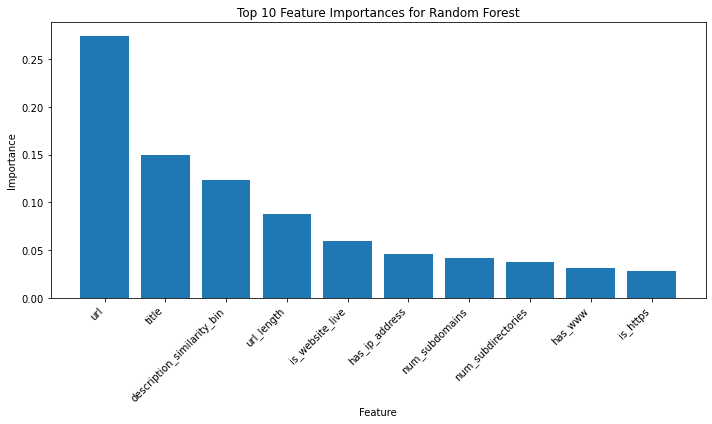 Top 10 Feature Importances for Random Forest
Importance
0.25
0.20
0.15
0.10
0.05
0.00
url
title
description_similarity_bin
url_length
is_website_live
has_ip_address
num_subdomains
num_subdirectories
has_www
is_https
Feature